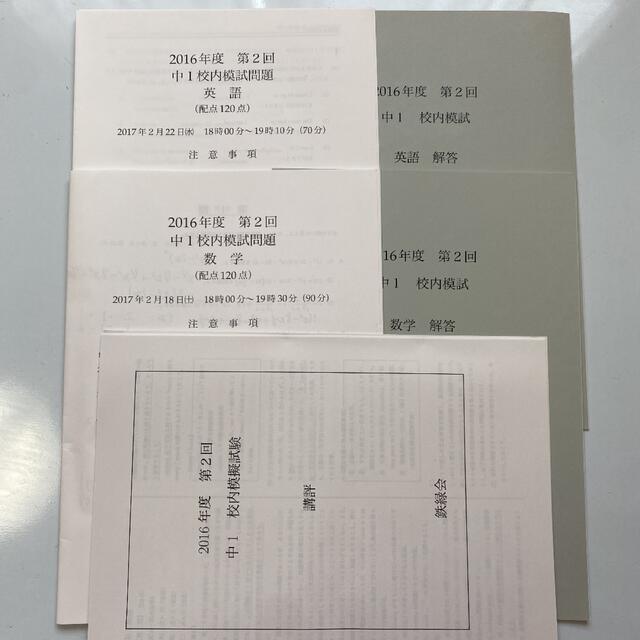 2016年度 第2回
中1校内模試問題
英語
(配点120点)
2017年2月22日㈬ 18時00分～19時10分 (70分)
注意事項
2016年度 第2回
中1 校内模試
英語 解答
2016年度 第2回
中1校内模試問題
数学
(配点120点)
2017年2月18日㈯ 18時00分～19時30分 (90分)
注意事項
2016年度 第2回
中1 校内模試
数学 解答
2016年度 第2回
中1 校内模擬試験
講評
鉄緑会